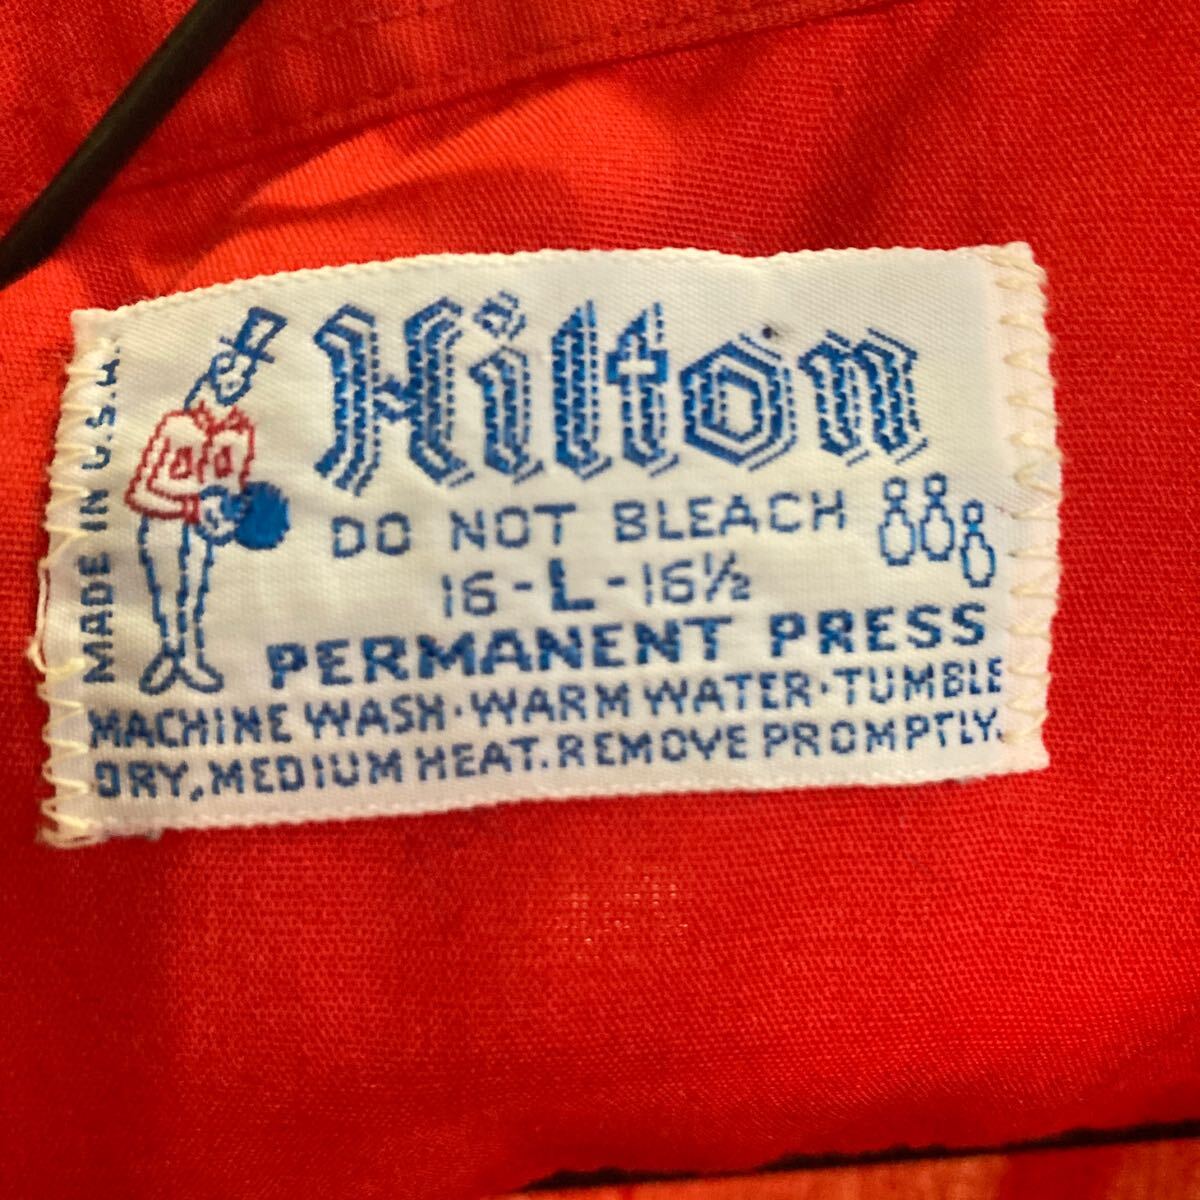 MADE IN U.S.A.
Hilton
DO NOT BLEACH
16-L-16½
PERMANENT PRESS
MACHINE WASH·WARM WATER·TUMBLE
DRY, MEDIUM HEAT. REMOVE PROMPTLY.